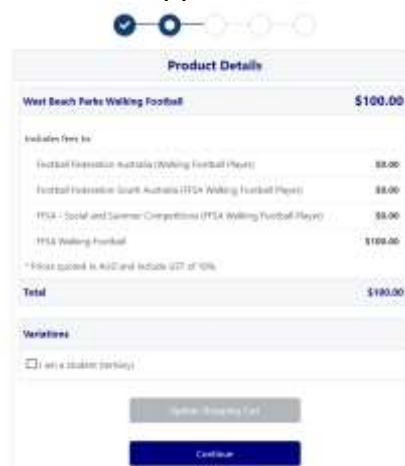 Product Details
West Beach Parks Walking Football $100.00
Includes fees to:
Football Federation Australia (Walking Football Player) $0.00
Football Federation South Australia (FFSA Walking Football Player) $0.00
FFSA - Social and Summer Competitions (FFSA Walking Football Player) $0.00
FFSA Walking Football $100.00
* Prices quoted in AUD and include GST of 10%.
Total $100.00
Variations
I am a student (tertiary)
Update Shopping Cart
Continue